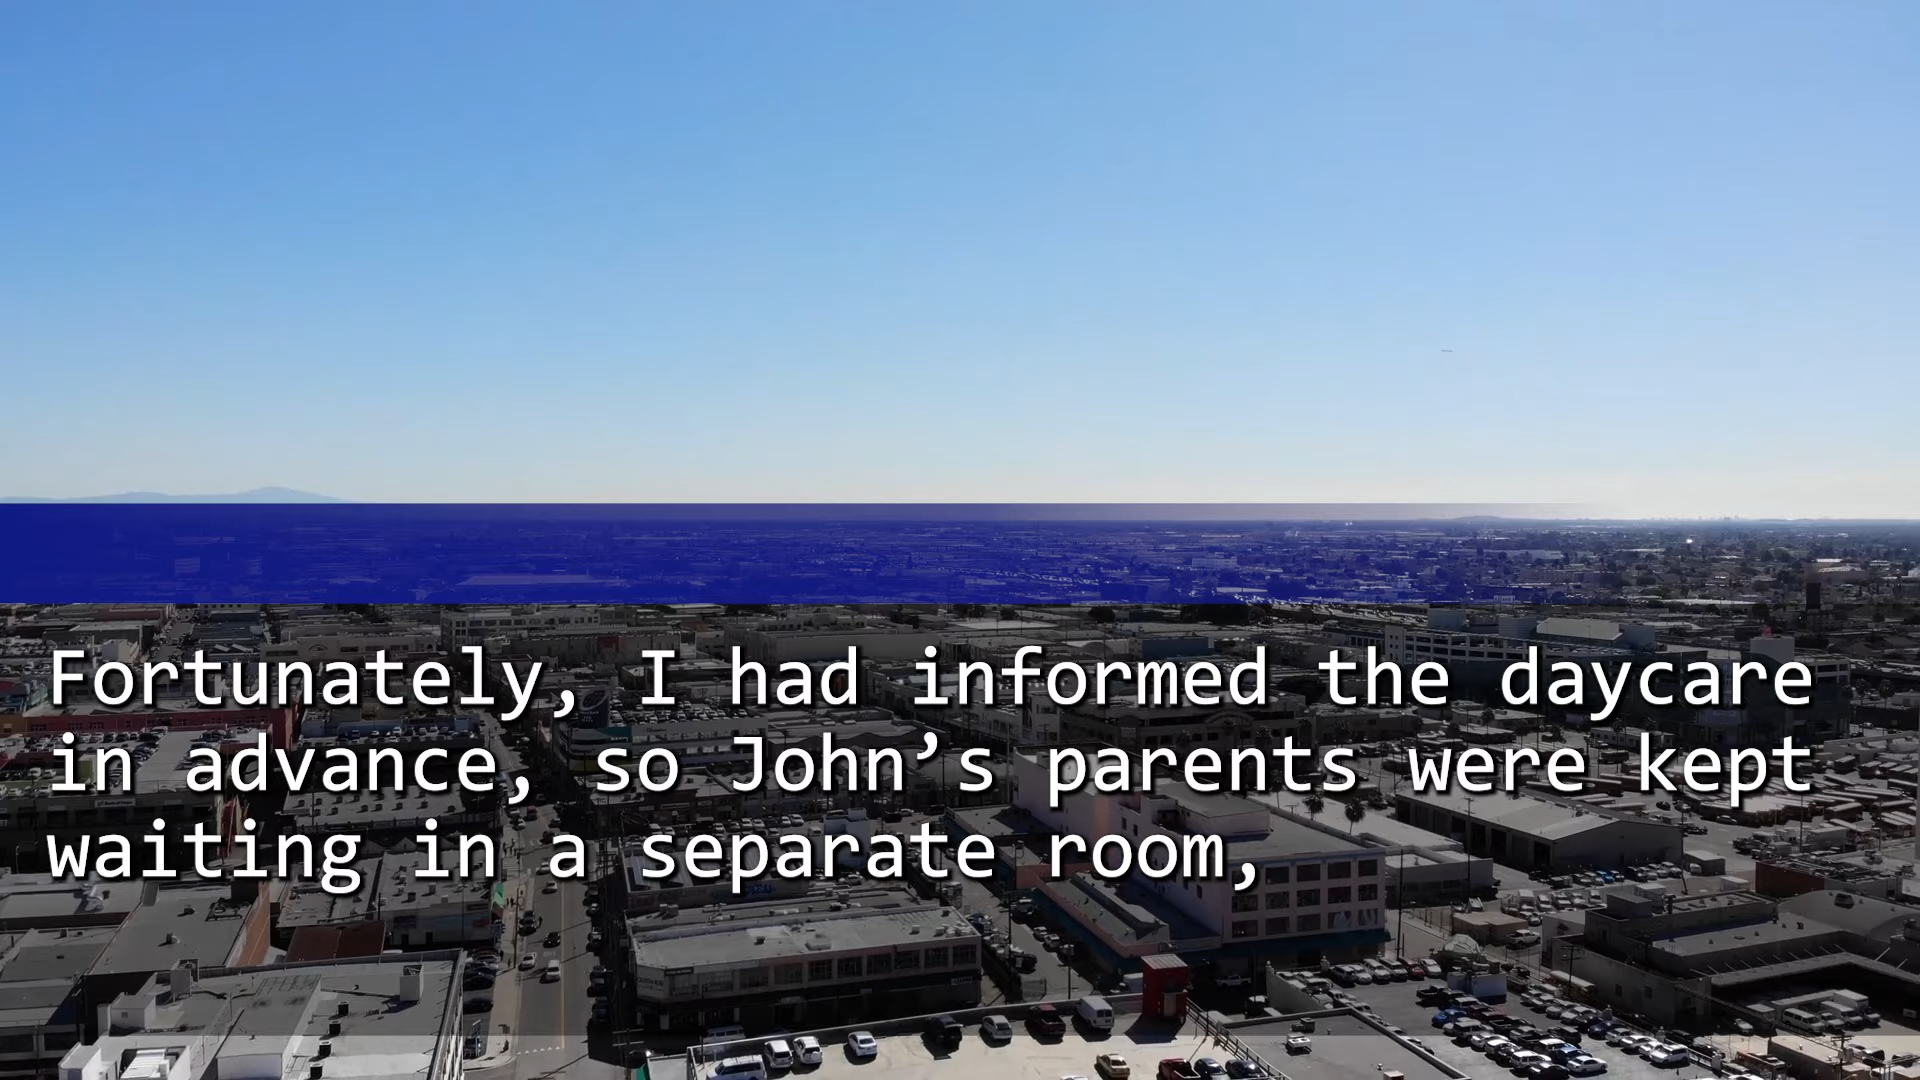 Fortunately, I had informed the daycare
in advance, so John’s parents were kept
waiting in a separate room,